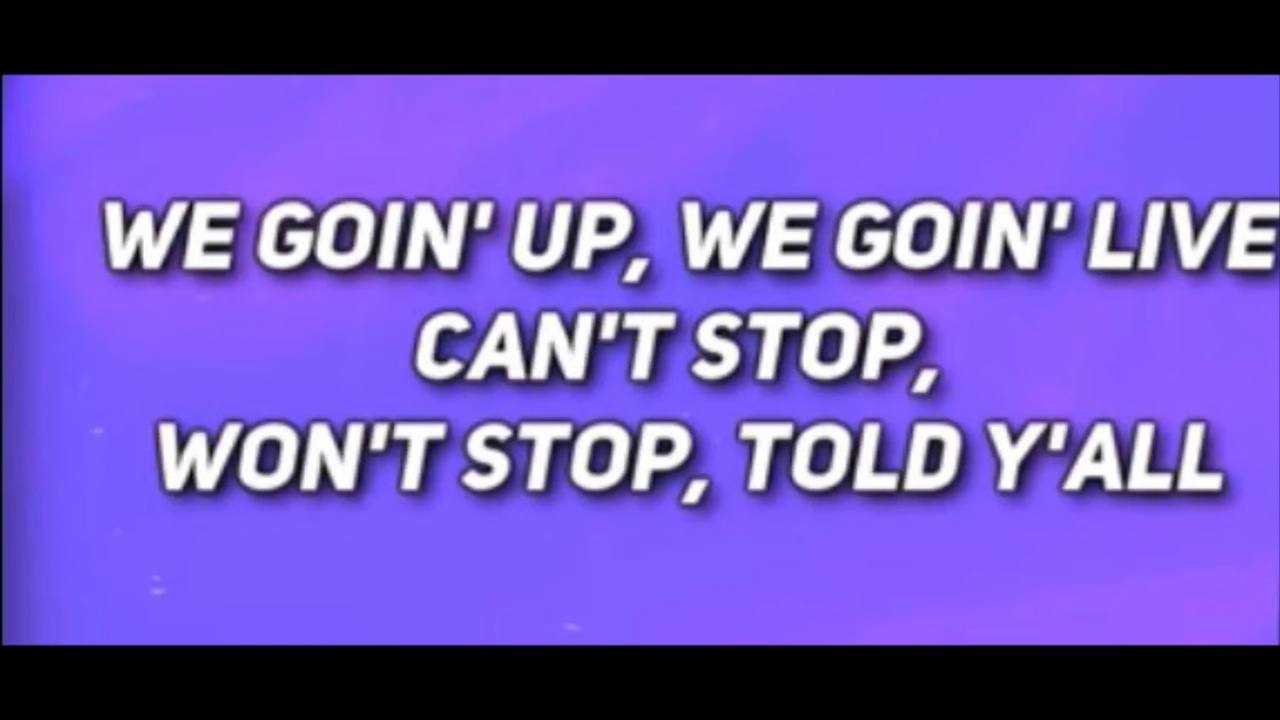 WE GOIN' UP, WE GOIN' LIVE
CAN'T STOP,
WON'T STOP, TOLD Y'ALL